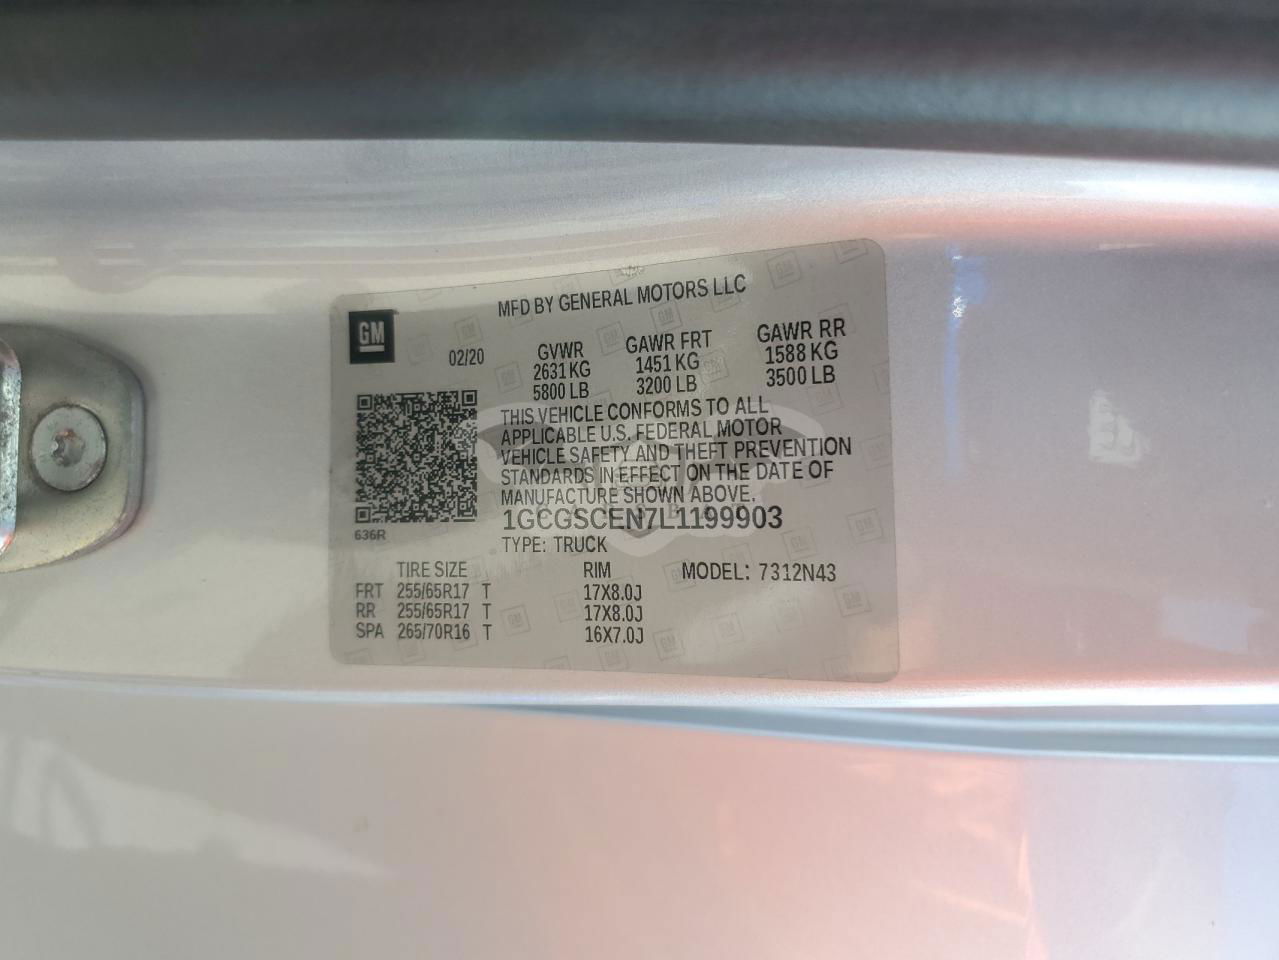 MFD BY GENERAL MOTORS LLC
GM
02/20
GVWR GAWR FRT GAWR RR
2631 KG 1451 KG 1588 KG
5800 LB 3200 LB 3500 LB
THIS VEHICLE CONFORMS TO ALL
APPLICABLE U.S. FEDERAL MOTOR
VEHICLE SAFETY AND THEFT PREVENTION
STANDARDS IN EFFECT ON THE DATE OF
MANUFACTURE SHOWN ABOVE.
1GCGSCEN7L1199903
636R
TYPE: TRUCK
TIRE SIZE RIM MODEL: 7312N43
FRT 255/65R17 T 17X8.0J
RR 255/65R17 T 17X8.0J
SPA 265/70R16 T 16X7.0J